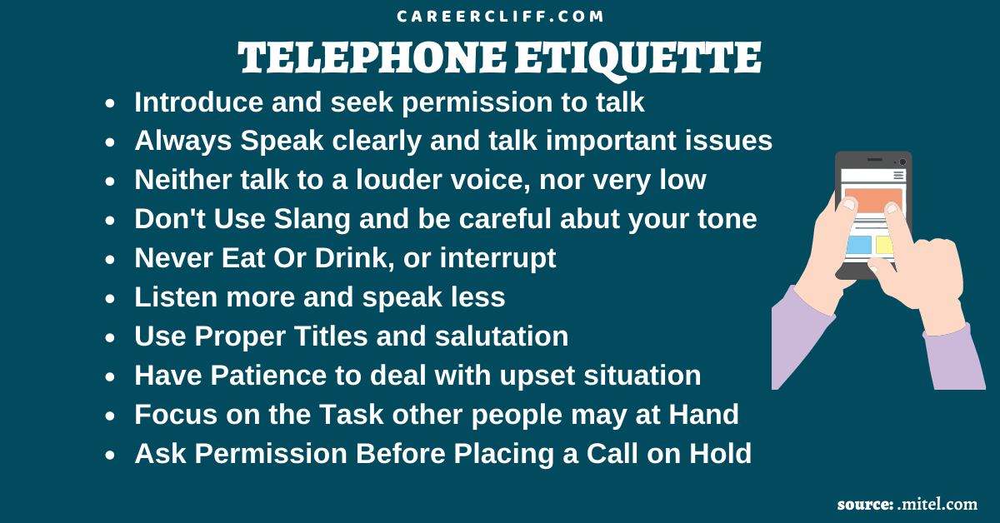 CAREERCLIFF.COM
TELEPHONE ETIQUETTE
• Introduce and seek permission to talk
• Always Speak clearly and talk important issues
• Neither talk to a louder voice, nor very low
• Don't Use Slang and be careful abut your tone
• Never Eat Or Drink, or interrupt
• Listen more and speak less
• Use Proper Titles and salutation
• Have Patience to deal with upset situation
• Focus on the Task other people may at Hand
• Ask Permission Before Placing a Call on Hold
source: .mitel.com